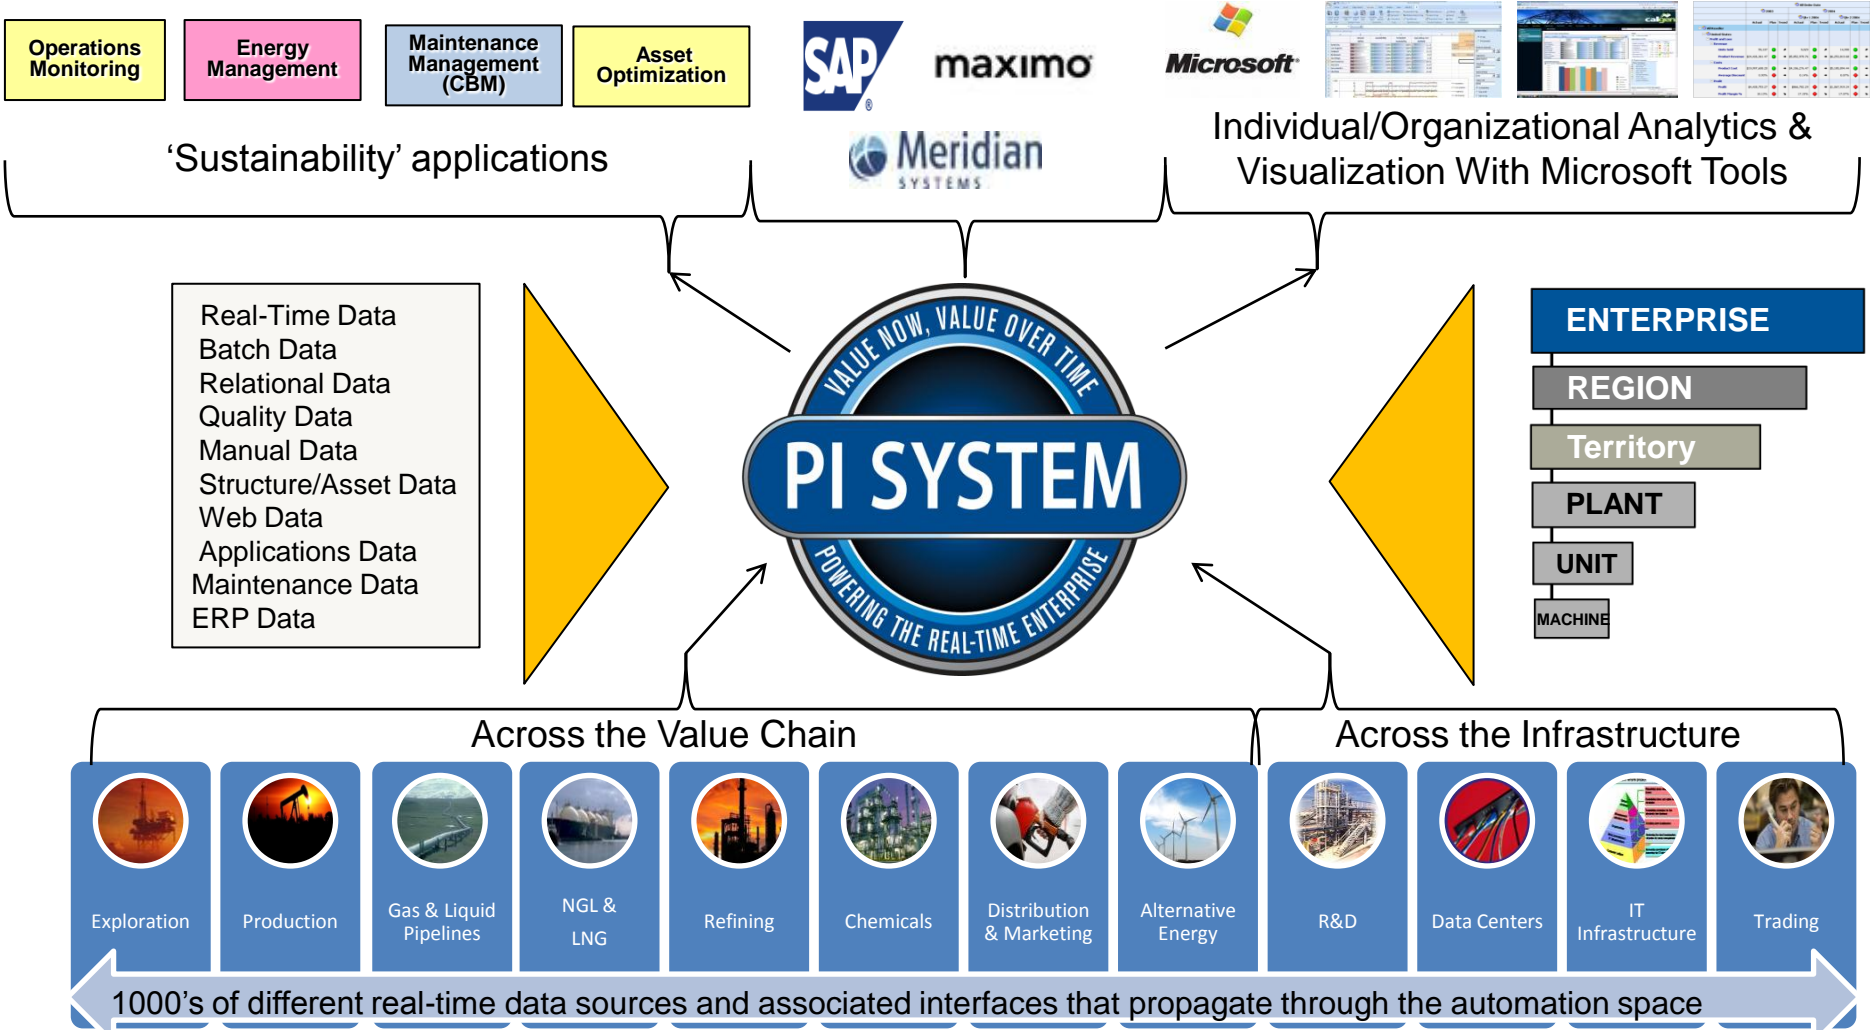 Operations
Monitoring
Energy
Management
Maintenance
Management
(CBM)
Asset
Optimization
SAP
®
maximo
Microsoft
calgen
'Sustainability' applications
Meridian
SYSTEMS
Individual/Organizational Analytics &
Visualization With Microsoft Tools
Real-Time Data
Batch Data
Relational Data
Quality Data
Manual Data
Structure/Asset Data
Web Data
Applications Data
Maintenance Data
ERP Data
VALUE NOW, VALUE OVER TIME
PI SYSTEM
POWERING THE REAL-TIME ENTERPRISE
ENTERPRISE
REGION
Territory
PLANT
UNIT
MACHINE
Across the Value Chain
Across the Infrastructure
Exploration
Production
Gas & Liquid
Pipelines
NGL &
LNG
Refining
Chemicals
Distribution
& Marketing
Alternative
Energy
R&D
Data Centers
IT
Infrastructure
Trading
1000's of different real-time data sources and associated interfaces that propagate through the automation space